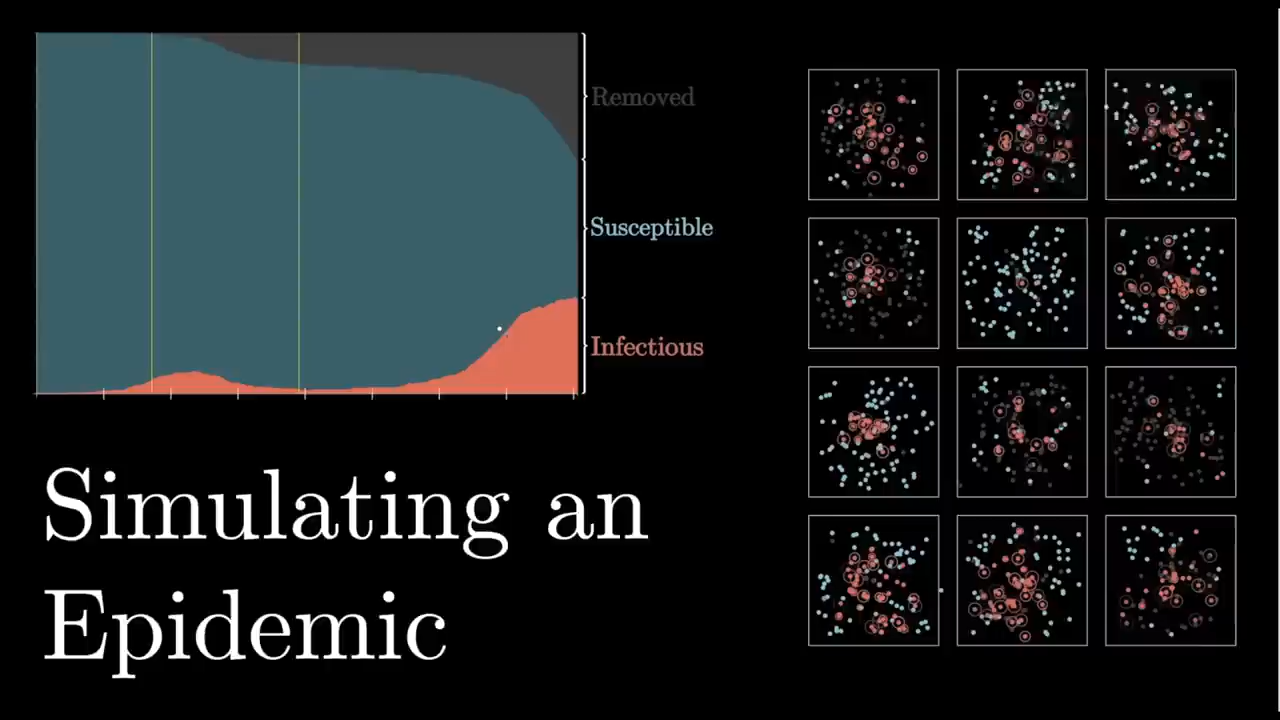 Removed
Susceptible
Infectious
Simulating an
Epidemic